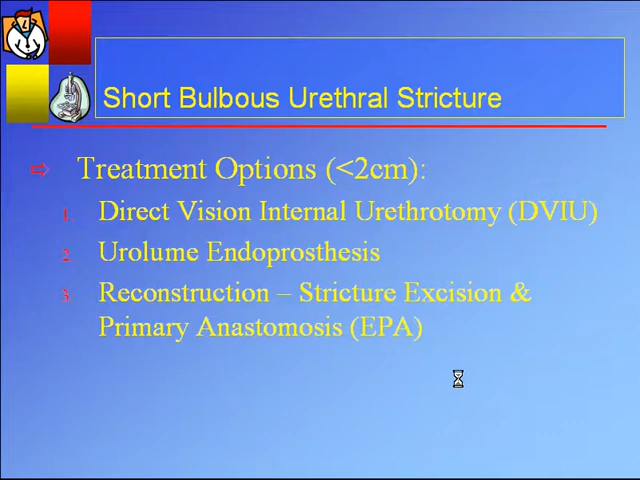 Short Bulbous Urethral Stricture
⇨ Treatment Options (<2cm):
1. Direct Vision Internal Urethrotomy (DVIU)
2. Urolume Endoprosthesis
3. Reconstruction – Stricture Excision &
Primary Anastomosis (EPA)